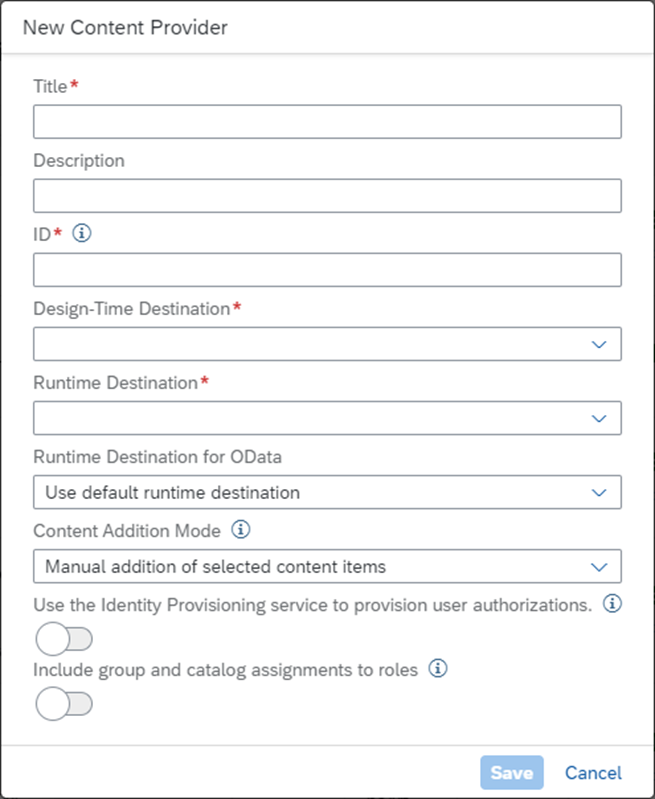 New Content Provider
Title*
Description
ID*
Design-Time Destination*
Runtime Destination*
Runtime Destination for OData
Use default runtime destination
Content Addition Mode
Manual addition of selected content items
Use the Identity Provisioning service to provision user authorizations.
Include group and catalog assignments to roles
Save Cancel